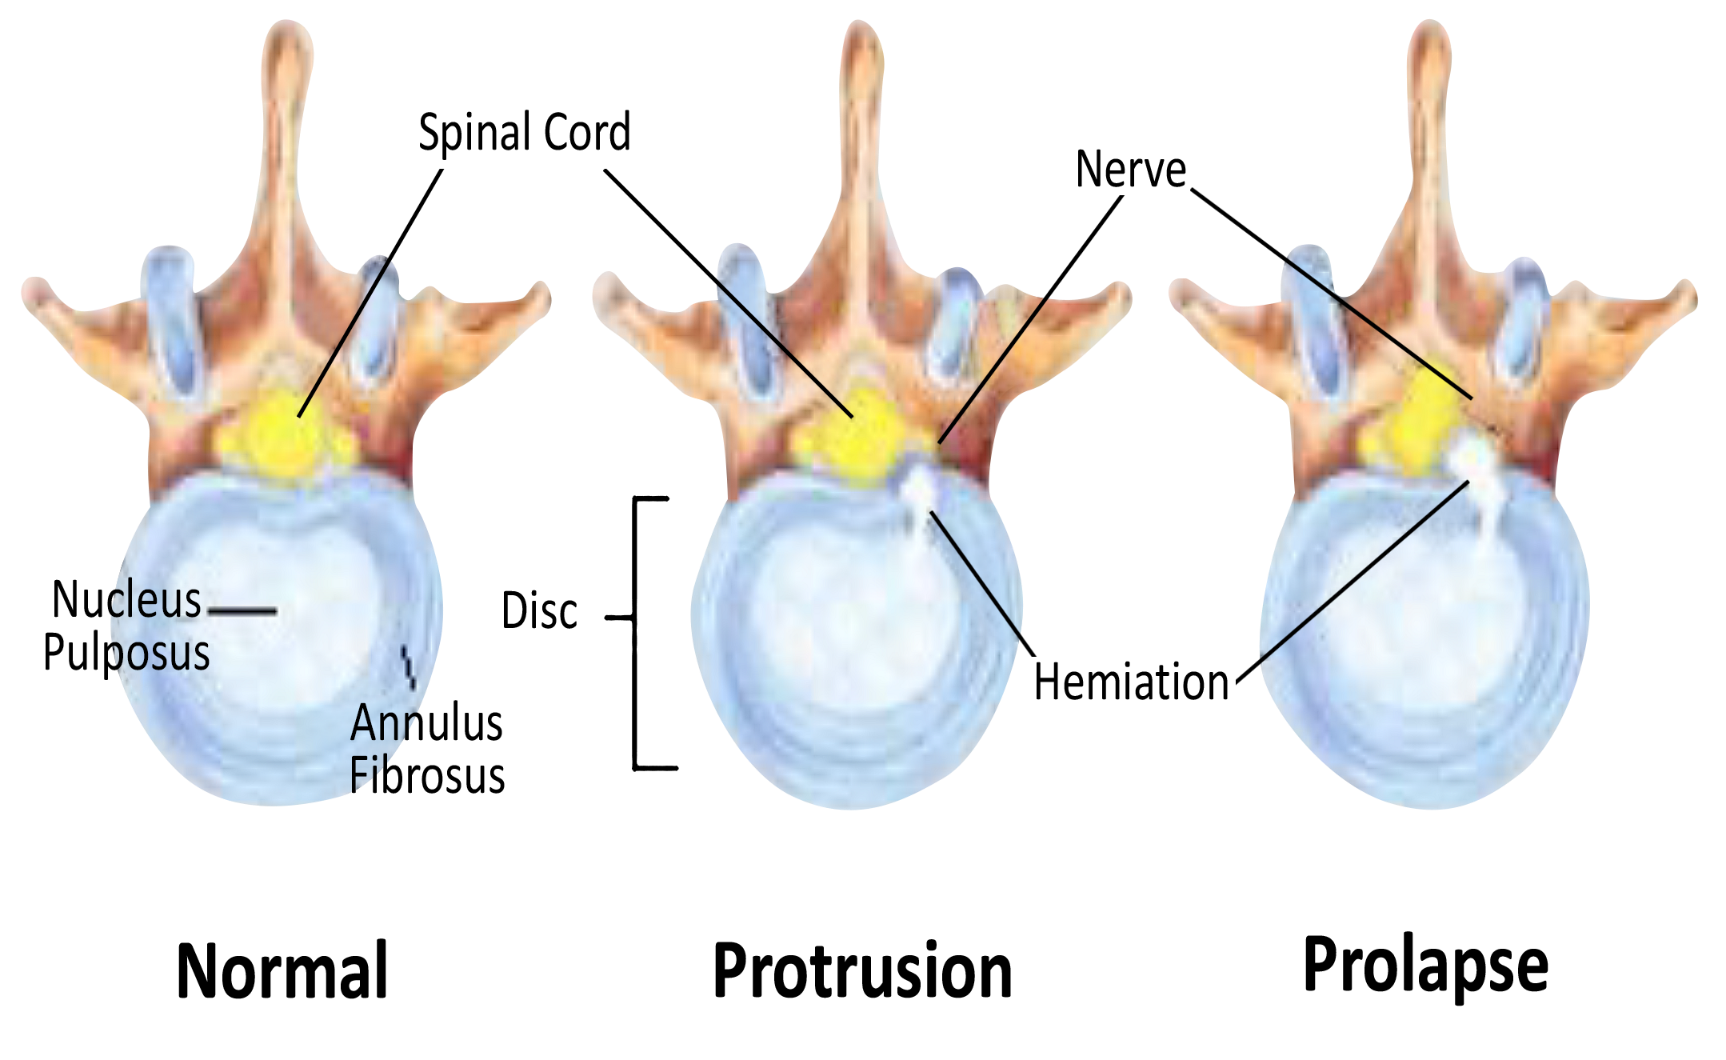 Spinal Cord
Nerve
Nucleus
Pulposus
Disc
Hemiation
Annulus
Fibrosus
Normal
Protrusion
Prolapse